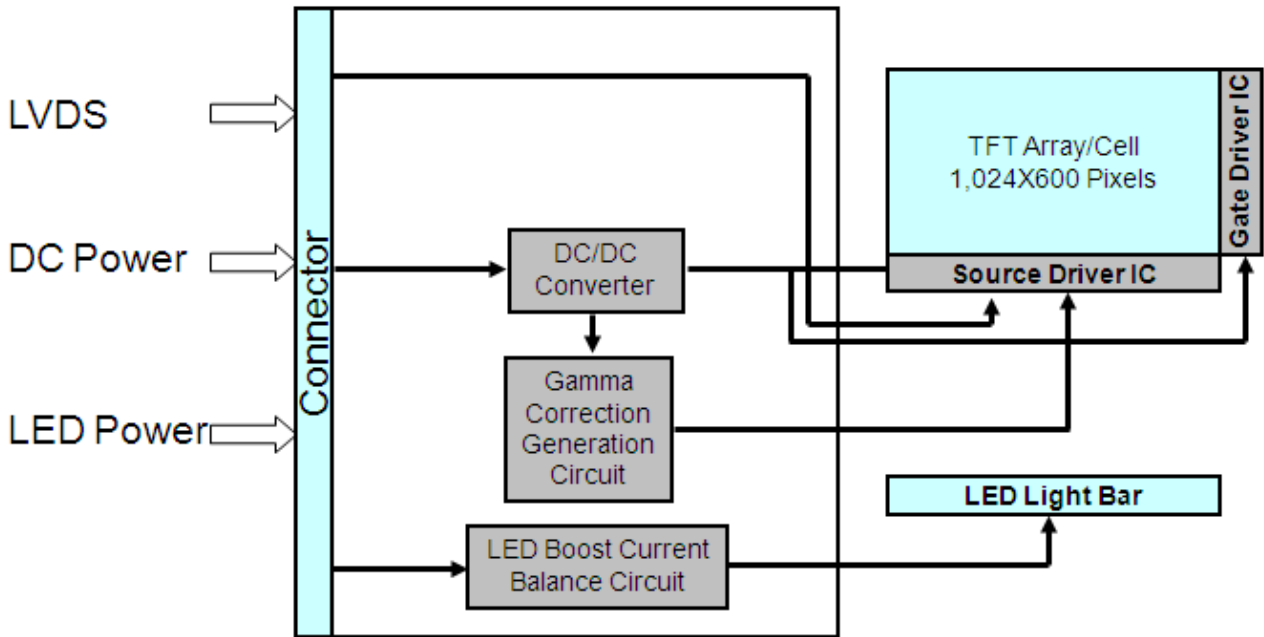 LVDS
DC Power
LED Power
Connector
DC/DC
Converter
Gamma
Correction
Generation
Circuit
LED Boost Current
Balance Circuit
TFT Array/Cell
1,024X600 Pixels
Gate Driver IC
Source Driver IC
LED Light Bar